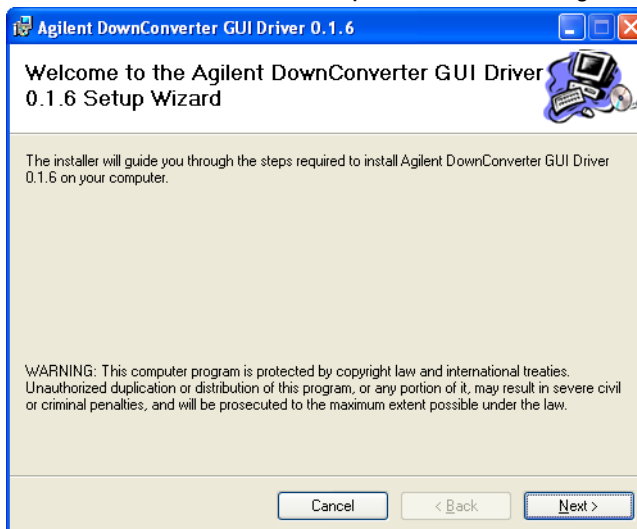 Agilent DownConverter GUI Driver 0.1.6
Welcome to the Agilent DownConverter GUI Driver
0.1.6 Setup Wizard
The installer will guide you through the steps required to install Agilent DownConverter GUI Driver
0.1.6 on your computer.
WARNING: This computer program is protected by copyright law and international treaties.
Unauthorized duplication or distribution of this program, or any portion of it, may result in severe civil
or criminal penalties, and will be prosecuted to the maximum extent possible under the law.
Cancel < Back Next >